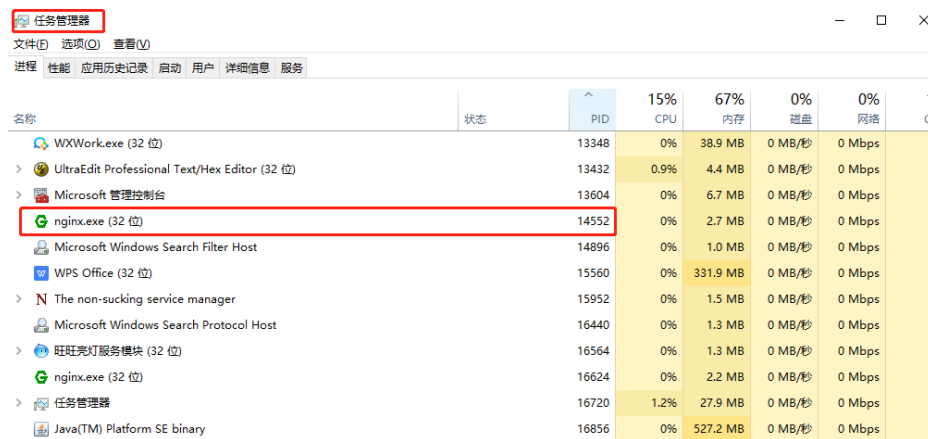 任务管理器
文件(F) 选项(O) 查看(V)
进程 性能 应用历史记录 启动 用户 详细信息 服务
15% 67% 0% 0%
名称 状态 PID CPU 内存 磁盘 网络
WXWork.exe (32 位) 13348 0% 38.9 MB 0 MB/秒 0 Mbps
UltraEdit Professional Text/Hex Editor (32 位) 13432 0.9% 4.4 MB 0 MB/秒 0 Mbps
Microsoft 管理控制台 13604 0% 6.7 MB 0 MB/秒 0 Mbps
nginx.exe (32 位) 14552 0% 2.7 MB 0 MB/秒 0 Mbps
Microsoft Windows Search Filter Host 14896 0% 1.0 MB 0 MB/秒 0 Mbps
WPS Office (32 位) 15560 0% 331.9 MB 0 MB/秒 0 Mbps
The non-sucking service manager 15952 0% 1.5 MB 0 MB/秒 0 Mbps
Microsoft Windows Search Protocol Host 16440 0% 1.3 MB 0 MB/秒 0 Mbps
旺旺亮灯服务模块 (32 位) 16564 0% 1.3 MB 0 MB/秒 0 Mbps
nginx.exe (32 位) 16624 0% 2.2 MB 0 MB/秒 0 Mbps
任务管理器 16720 1.2% 27.9 MB 0 MB/秒 0 Mbps
Java(TM) Platform SE binary 16856 0% 527.2 MB 0 MB/秒 0 Mbps